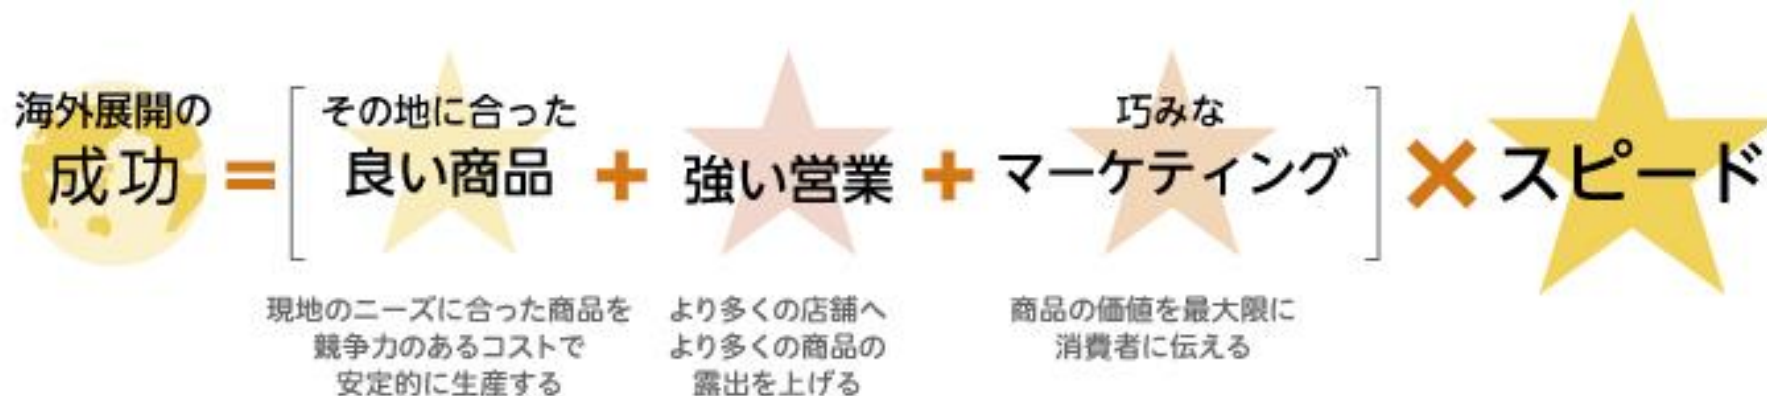 海外展開の
成功
=
その地に合った
良い商品
+
強い営業
+
巧みな
マーケティング
×
スピード
現地のニーズに合った商品を
競争力のあるコストで
安定的に生産する
より多くの店舗へ
より多くの商品の
露出を上げる
商品の価値を最大限に
消費者に伝える